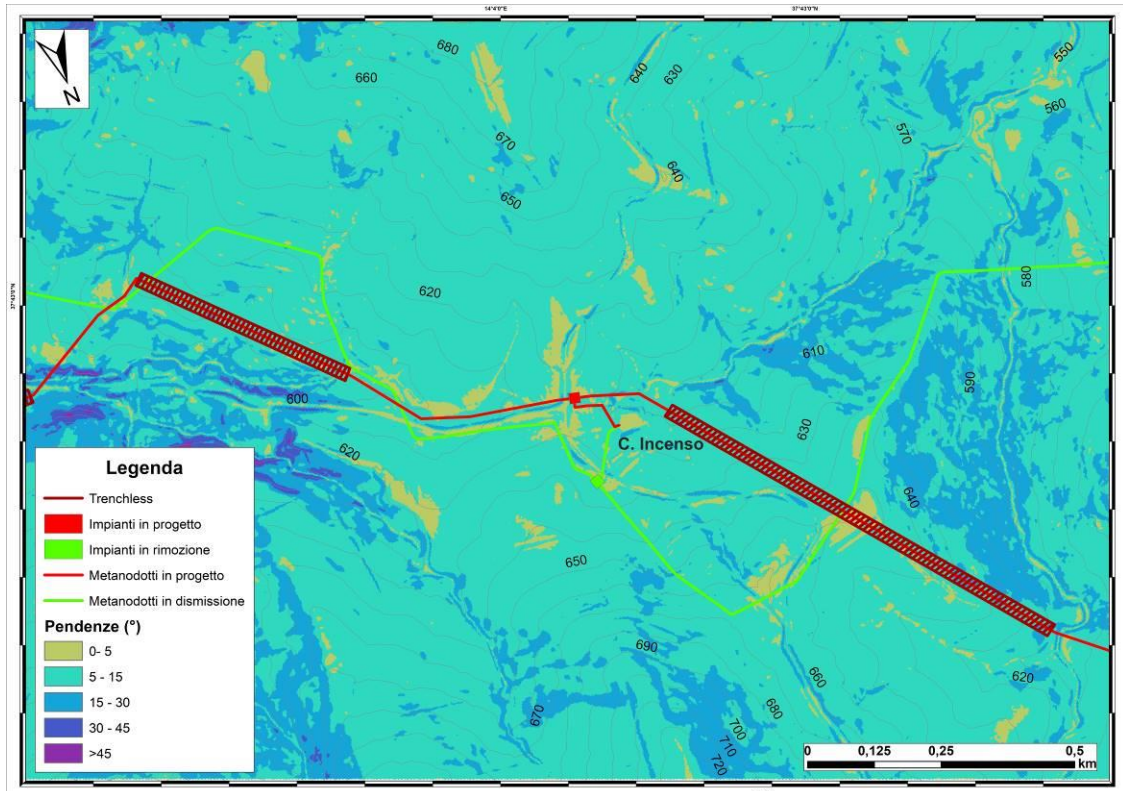 14°4'0"E
37°43'0"N
37°43'0"N
N
680
660
640
630
550
560
570
670
640
650
580
620
610
590
600
620
C. Incenso
630
640
650
690
670
660
680
700
710
720
620
Legenda
Trenchless
Impianti in progetto
Impianti in rimozione
Metanodotti in progetto
Metanodotti in dismissione
Pendenze (°)
0- 5
5 - 15
15 - 30
30 - 45
>45
0 0,125 0,25 0,5
km